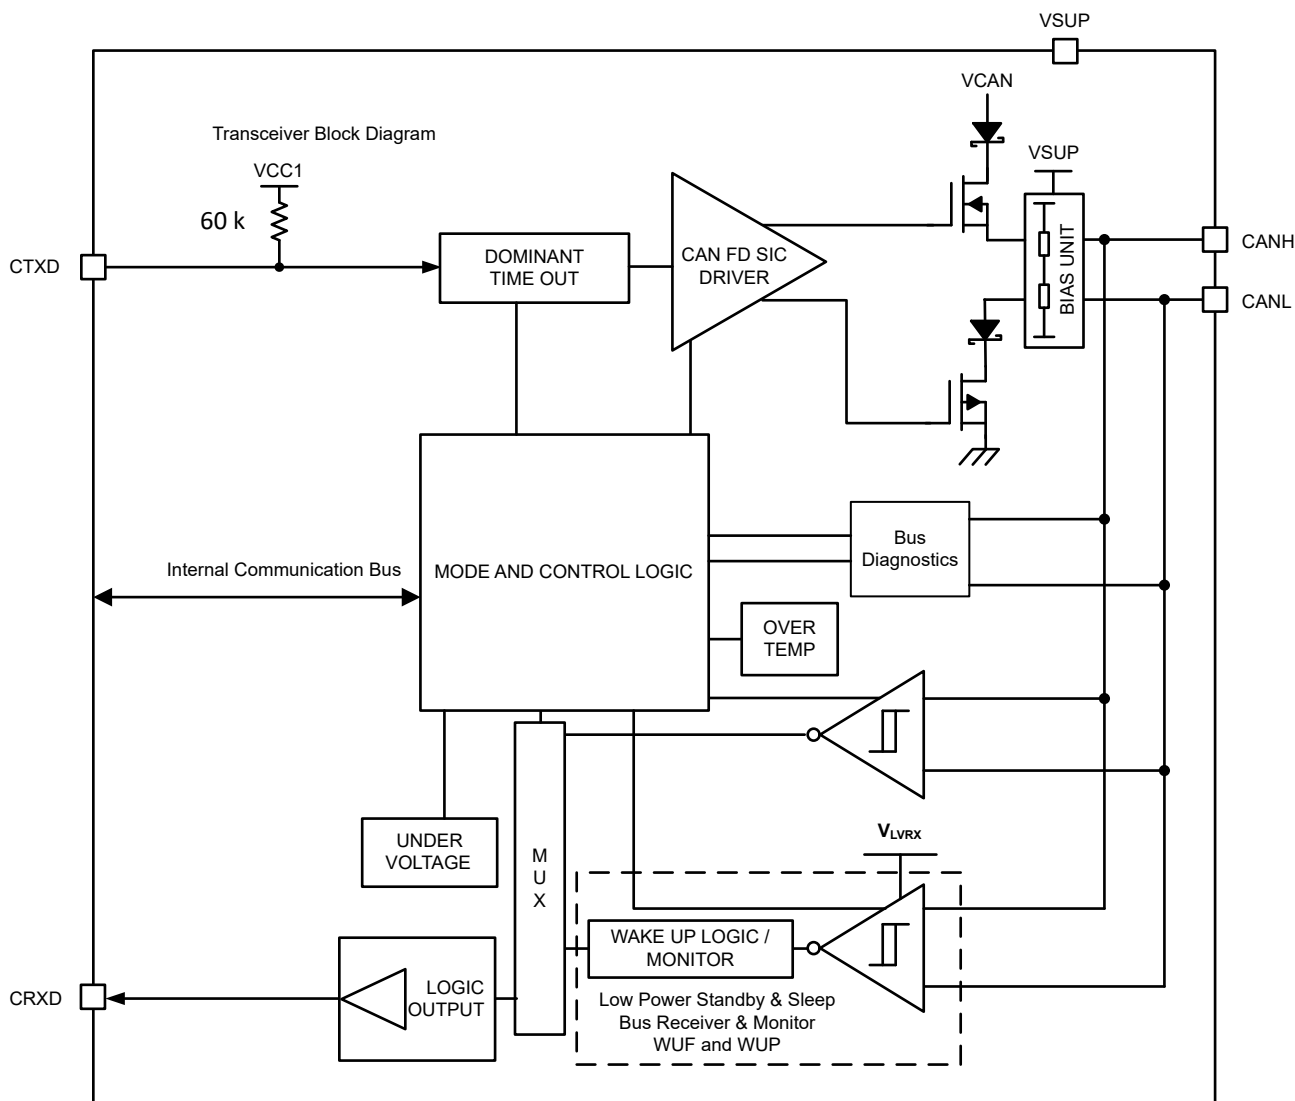 VSUP
VCAN
Transceiver Block Diagram
VCC1
VSUP
60 k
CTXD
DOMINANT
TIME OUT
CAN FD SIC
DRIVER
BIAS UNIT
CANH
CANL
Internal Communication Bus
MODE AND CONTROL LOGIC
Bus
Diagnostics
OVER
TEMP
UNDER
VOLTAGE
M
U
X
VLVRX
WAKE UP LOGIC /
MONITOR
Low Power Standby & Sleep
Bus Receiver & Monitor
WUF and WUP
CRXD
LOGIC
OUTPUT